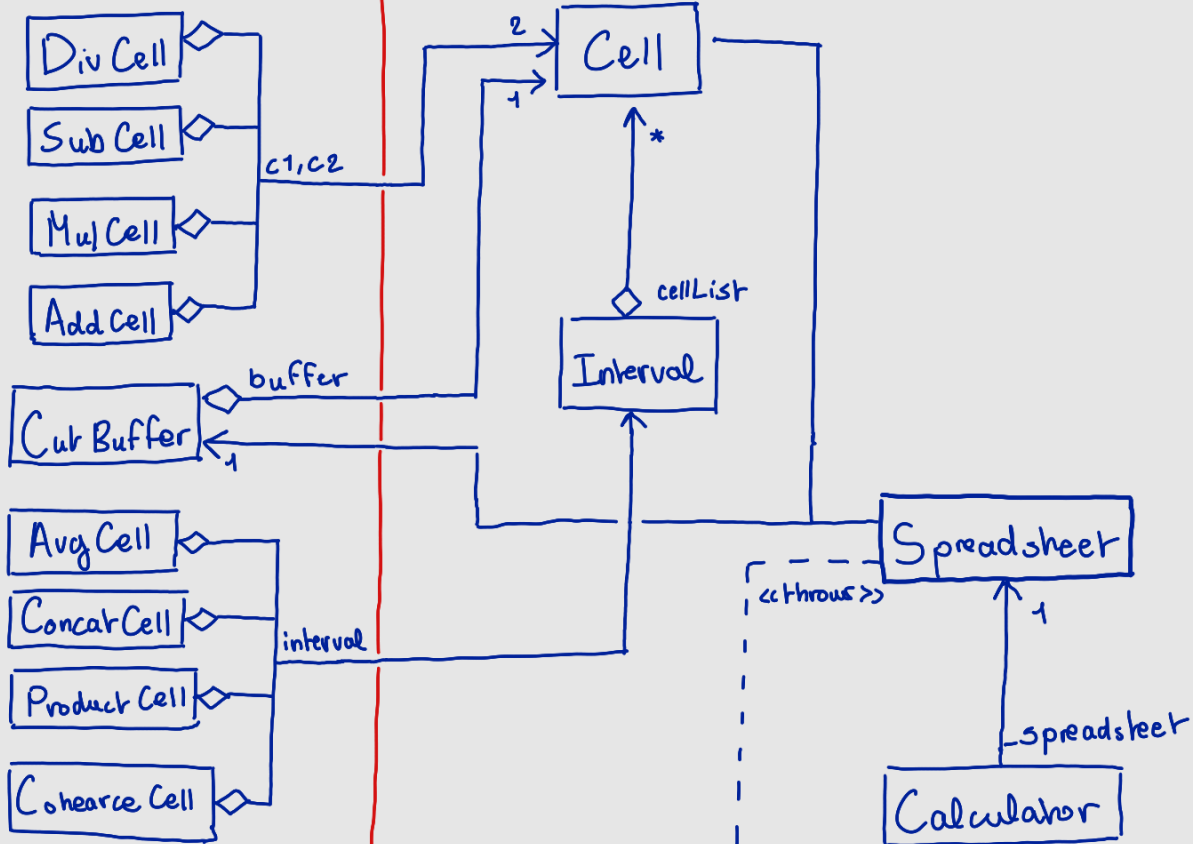 Div Cell
Sub Cell
Mul Cell
Add Cell
c1, c2
2
1
Cell
*
cellList
Interval
buffer
Cut Buffer
1
Avg Cell
Concat Cell
Product Cell
Cohearce Cell
interval
Spreadsheet
<<throws>>
1
_spreadsheet
Calculator